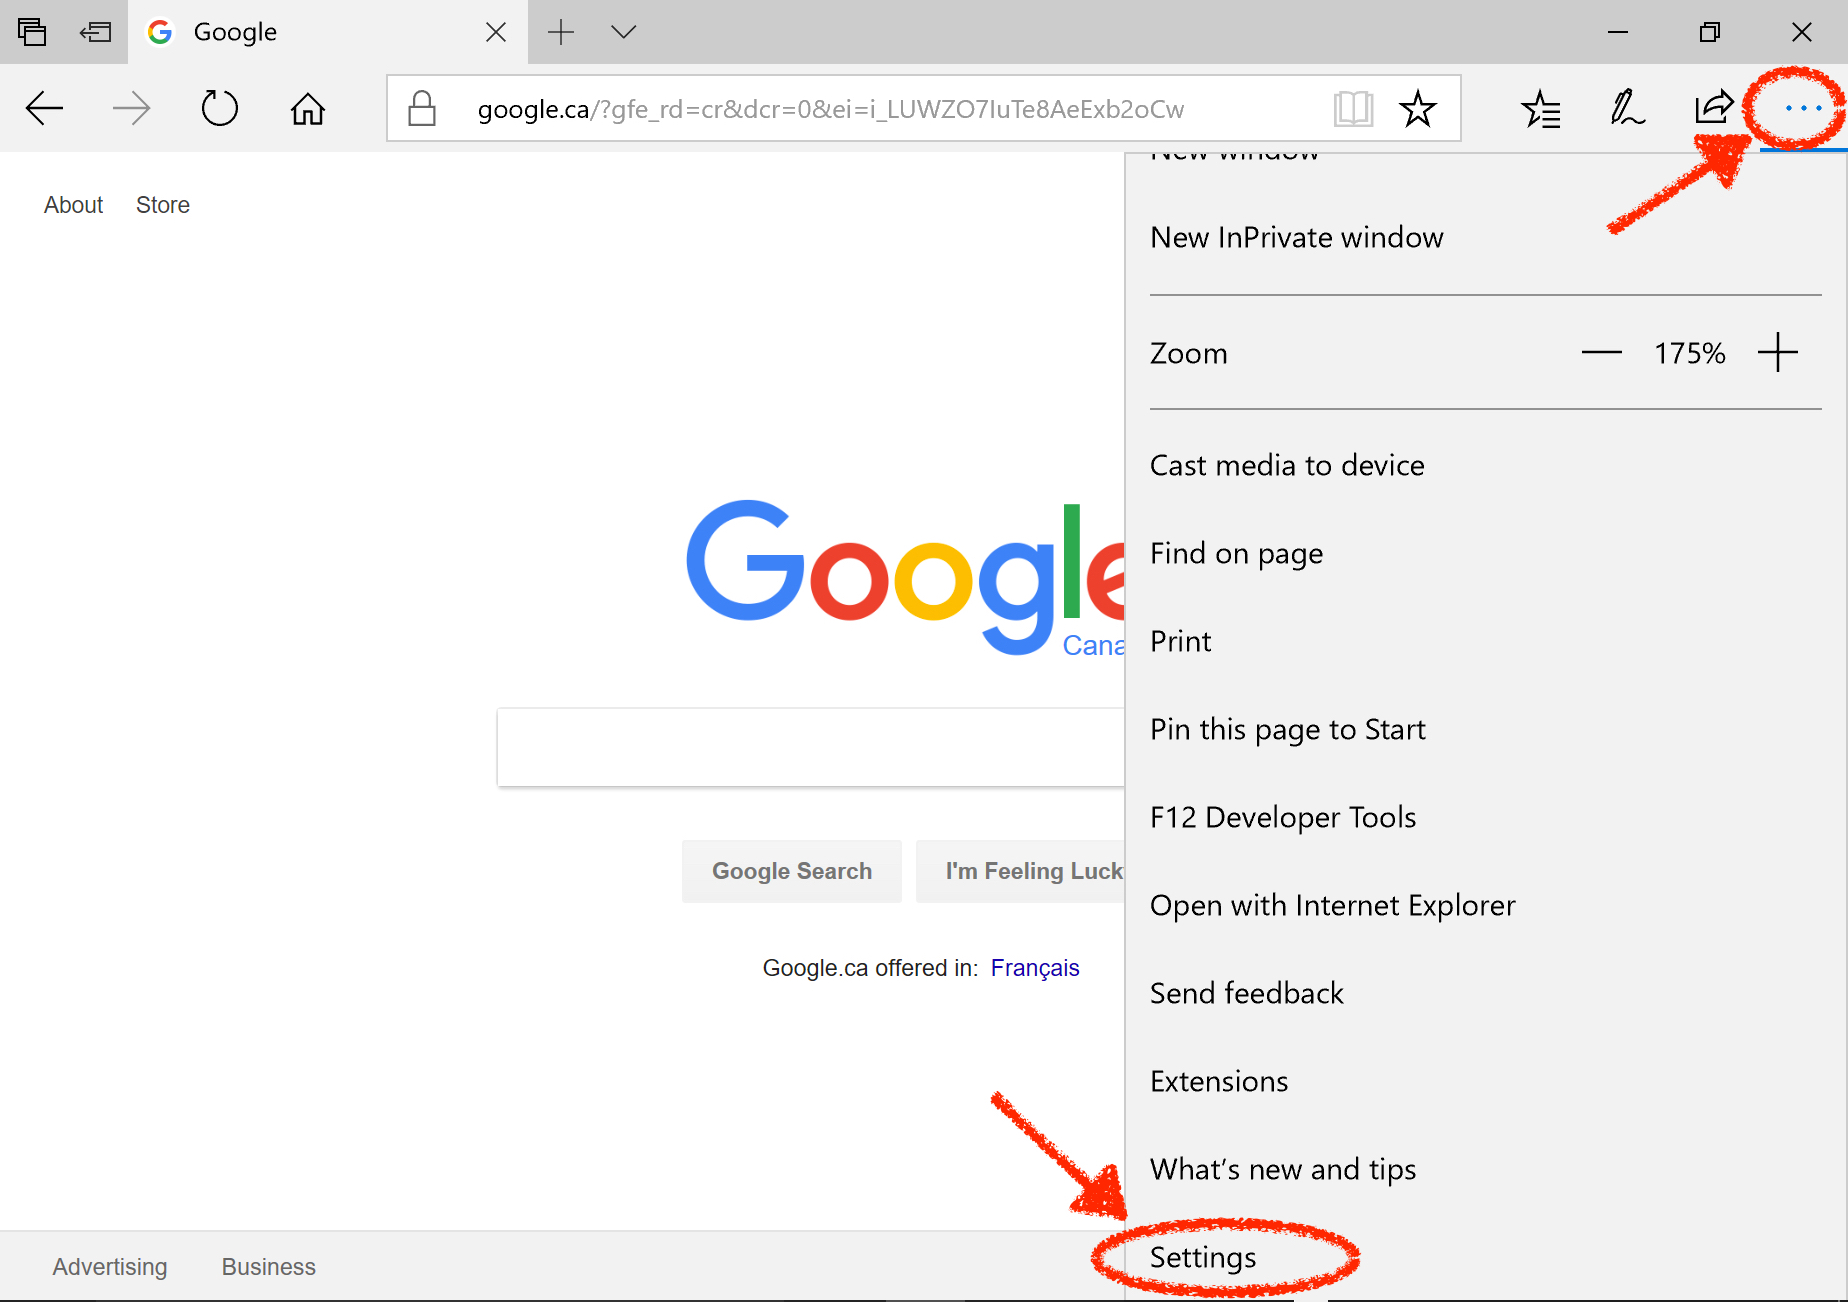 Google
google.ca/?gfe_rd=cr&dcr=0&ei=i_LUWZO7IuTe8AeExb2oCw
About Store
New window
New InPrivate window
Zoom 175%
Cast media to device
Find on page
Print
Pin this page to Start
F12 Developer Tools
Open with Internet Explorer
Send feedback
Extensions
What's new and tips
Settings
Google
Cana
Google Search I'm Feeling Luck
Google.ca offered in: Français
Advertising Business